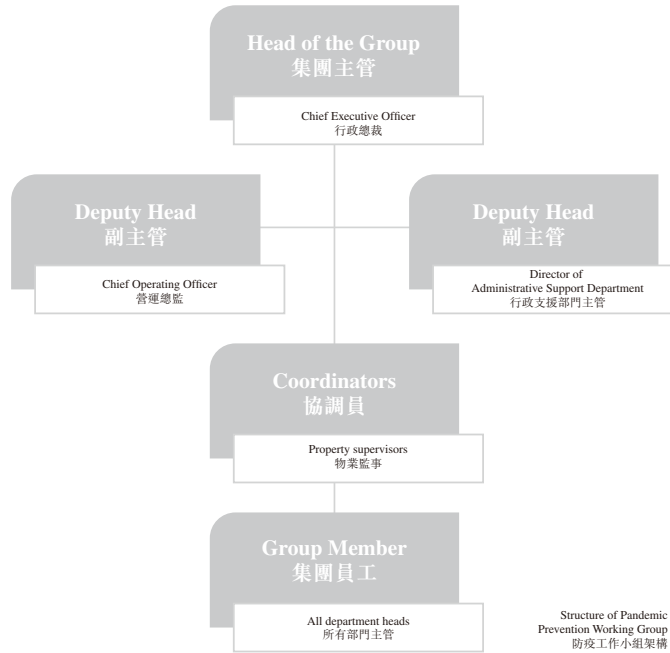 Head of the Group
集團主管
Chief Executive Officer
行政總裁
Deputy Head
副主管
Chief Operating Officer
營運總監
Deputy Head
副主管
Director of
Administrative Support Department
行政支援部門主管
Coordinators
協調員
Property supervisors
物業監事
Group Member
集團員工
All department heads
所有部門主管
Structure of Pandemic
Prevention Working Group
防疫工作小組架構